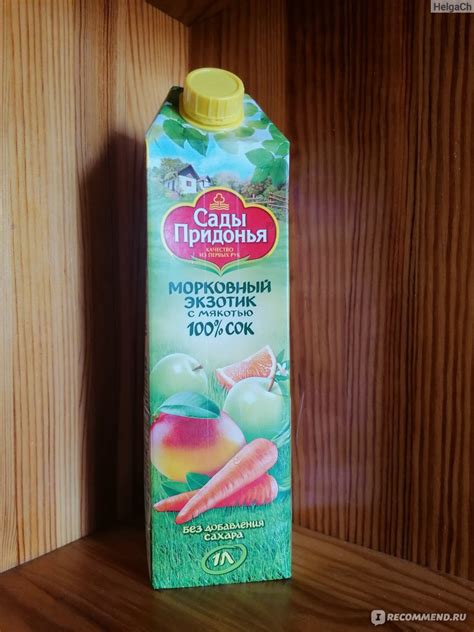 HelgaCh
Сады
Придонья
КАЧЕСТВО
ИЗ ПЕРВЫХ РУК
МОРКОВНЫЙ
ЭКЗОТИК
С МЯКОТЬЮ
100% СОК
БЕЗ ДОБАВЛЕНИЯ
САХАРА
1Л
I RECOMMEND.RU